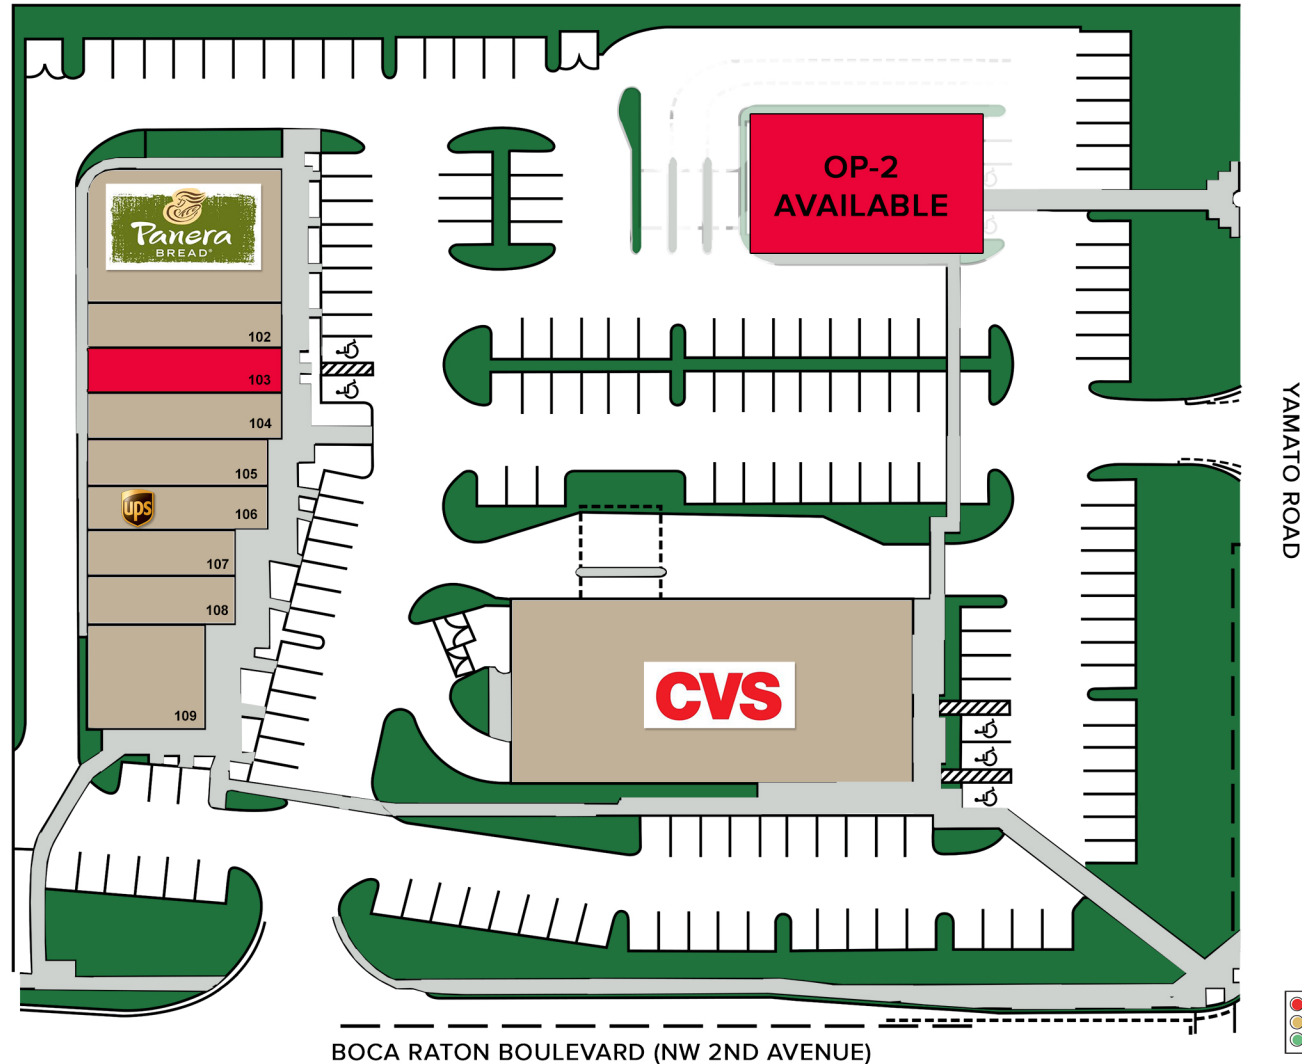 OP-2
AVAILABLE
Panera
BREAD®
102
103
104
105
ups
106
107
108
109
CVS
YAMATO ROAD
BOCA RATON BOULEVARD (NW 2ND AVENUE)